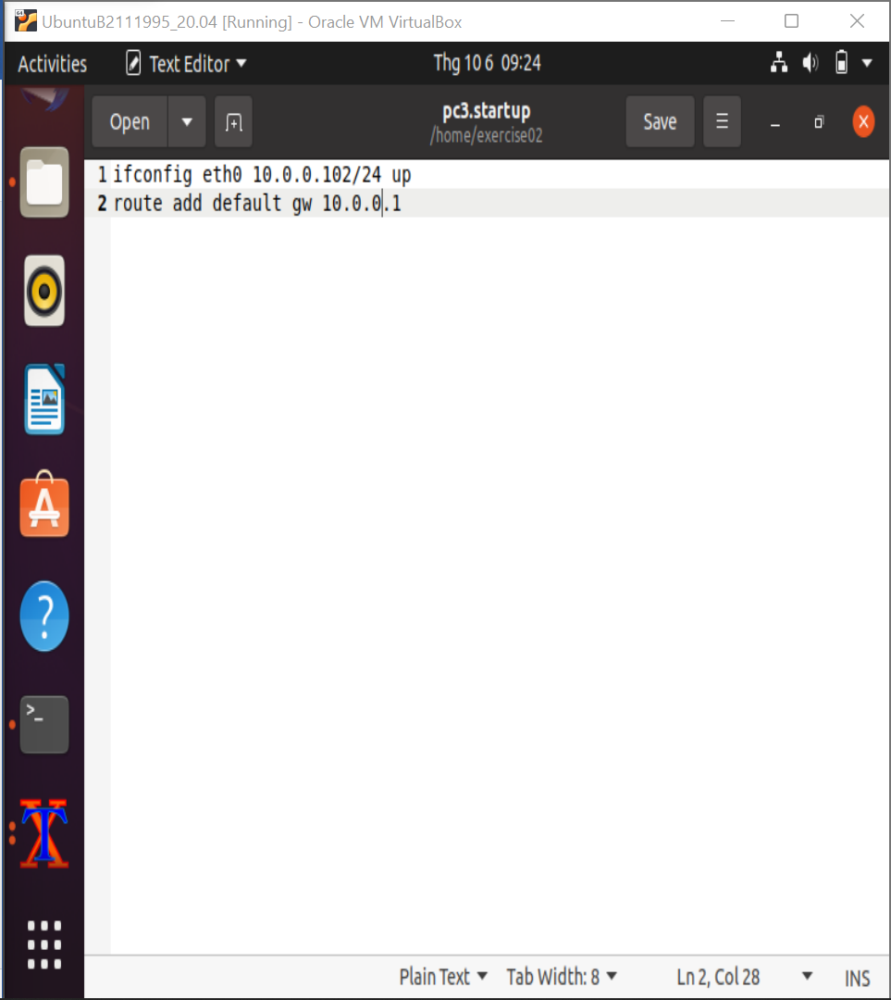 UbuntuB2111995_20.04 [Running] - Oracle VM VirtualBox
Activities Text Editor Thg 10 6 09:24
Open pc3.startup Save
/home/exercise02
1 ifconfig eth0 10.0.0.102/24 up
2 route add default gw 10.0.0.1
Plain Text Tab Width: 8 Ln 2, Col 28 INS